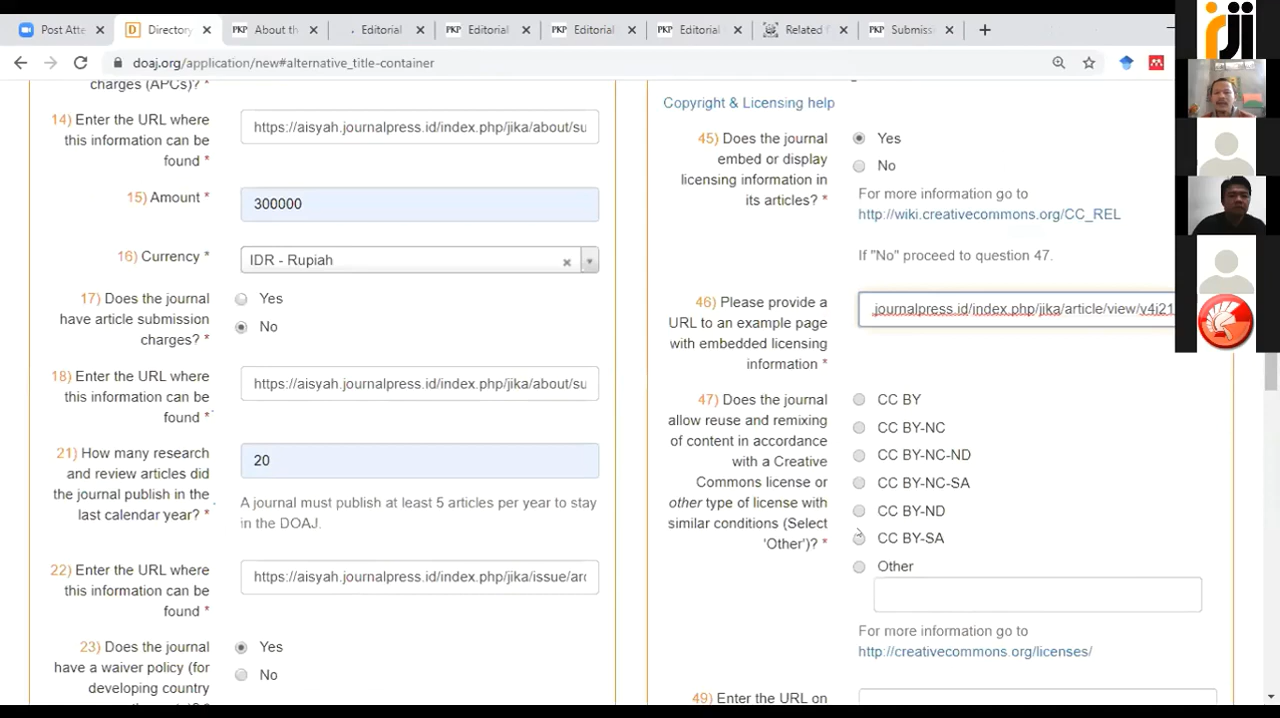 Post Atte
Directory
PKP About th
Editorial
PKP Editorial
PKP Editorial
PKP Editorial
Related f
PKP Submiss
doaj.org/application/new#alternative_title-container
charges (APCs)?
14) Enter the URL where
this information can be
found *
https://aisyah.journalpress.id/index.php/jika/about/su
15) Amount *
300000
16) Currency *
IDR - Rupiah
17) Does the journal
have article submission
charges? *
Yes
No
18) Enter the URL where
this information can be
found *
https://aisyah.journalpress.id/index.php/jika/about/su
21) How many research
and review articles did
the journal publish in the
last calendar year? *
20
A journal must publish at least 5 articles per year to stay
in the DOAJ.
22) Enter the URL where
this information can be
found *
https://aisyah.journalpress.id/index.php/jika/issue/arc
23) Does the journal
have a waiver policy (for
developing country
Yes
No
Copyright & Licensing help
45) Does the journal
embed or display
licensing information in
its articles? *
Yes
No
For more information go to
http://wiki.creativecommons.org/CC_REL
If "No" proceed to question 47.
46) Please provide a
URL to an example page
with embedded licensing
information *
.journalpress.id/index.php/jika/article/view/v4i21
47) Does the journal
allow reuse and remixing
of content in accordance
with a Creative
Commons license or
other type of license with
similar conditions (Select
'Other')? *
CC BY
CC BY-NC
CC BY-NC-ND
CC BY-NC-SA
CC BY-ND
CC BY-SA
Other
For more information go to
http://creativecommons.org/licenses/
49) Enter the URL on
rji